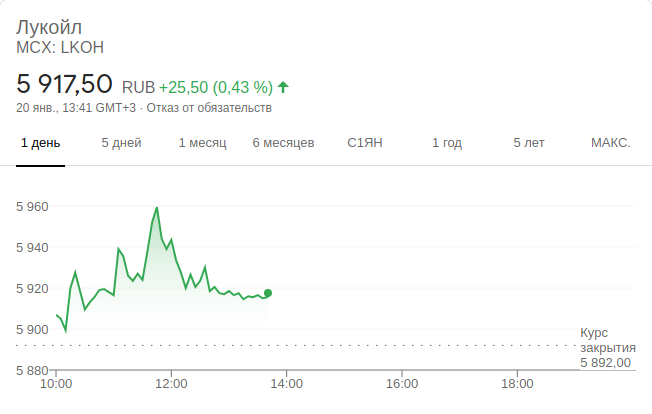 Лукойл
MCX: LKOH
5 917,50 RUB +25,50 (0,43 %)
20 янв., 13:41 GMT+3 · Отказ от обязательств
1 день 5 дней 1 месяц 6 месяцев С1ЯН 1 год 5 лет МАКС.
5 960
5 940
5 920
5 900
Курс
закрытия
5 892,00
5 880
10:00 12:00 14:00 16:00 18:00